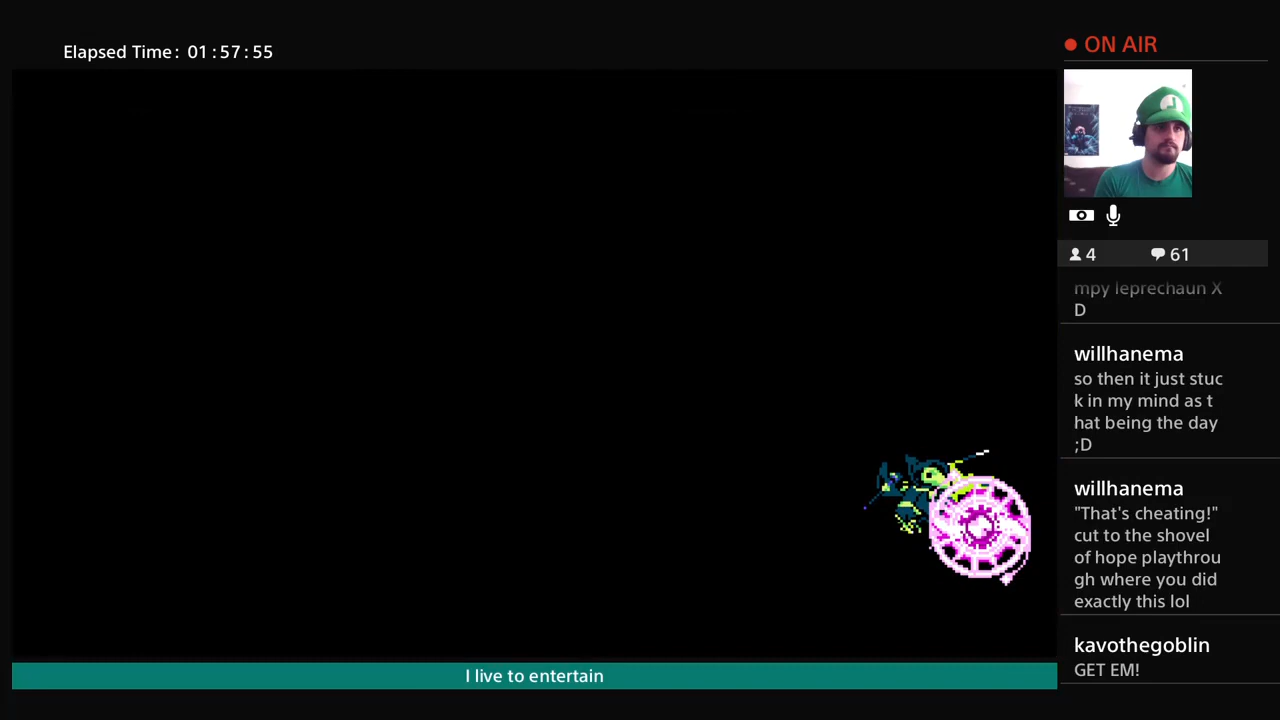 Elapsed Time: 01:57:55
ON AIR
4 61
mpy leprechaun X
D
willhanema
so then it just stuc
k in my mind as t
hat being the day
;D
willhanema
"That's cheating!"
cut to the shovel
of hope playthrou
gh where you did
exactly this lol
kavothegoblin
GET EM!
I live to entertain